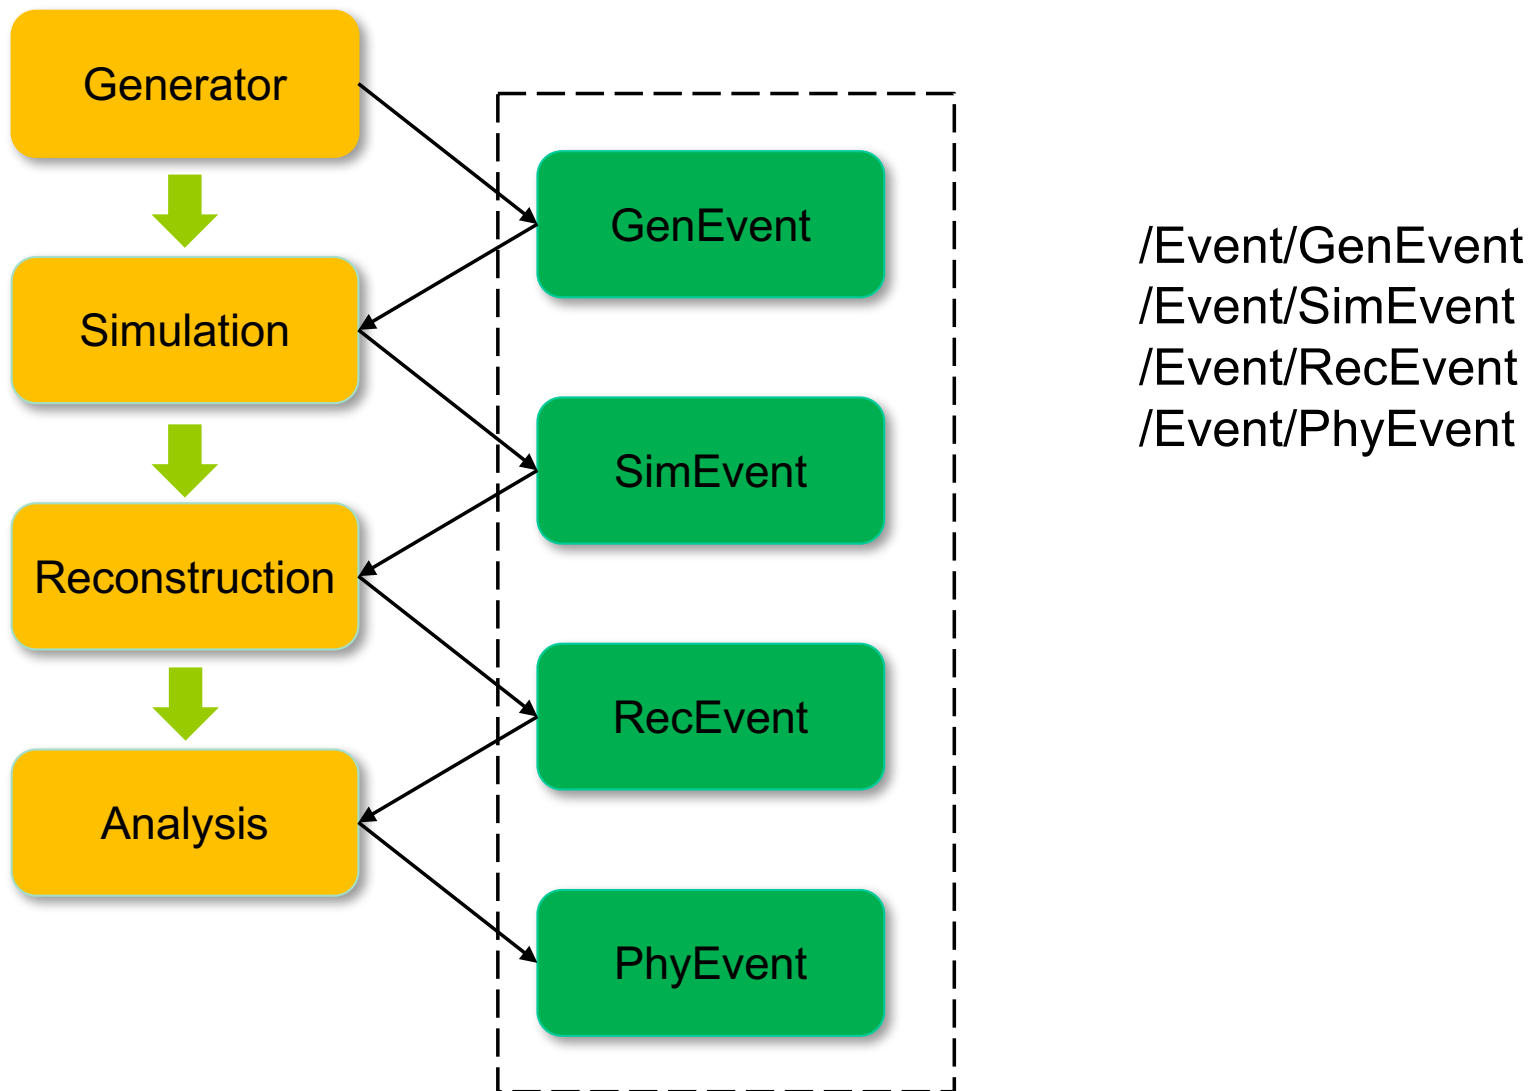 Generator
GenEvent
Simulation
SimEvent
Reconstruction
RecEvent
Analysis
PhyEvent
/Event/GenEvent
/Event/SimEvent
/Event/RecEvent
/Event/PhyEvent